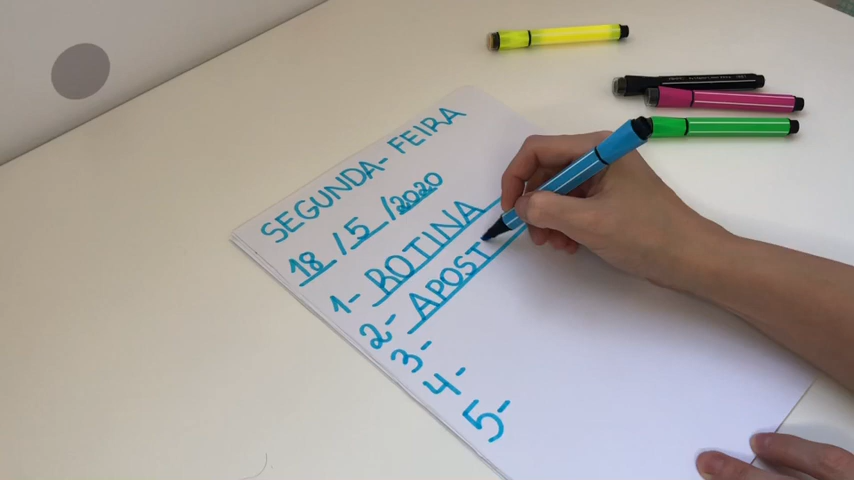 SEGUNDA-FEIRA
18/5/2020
1- ROTINA
2- APOST
3-
4-
5-